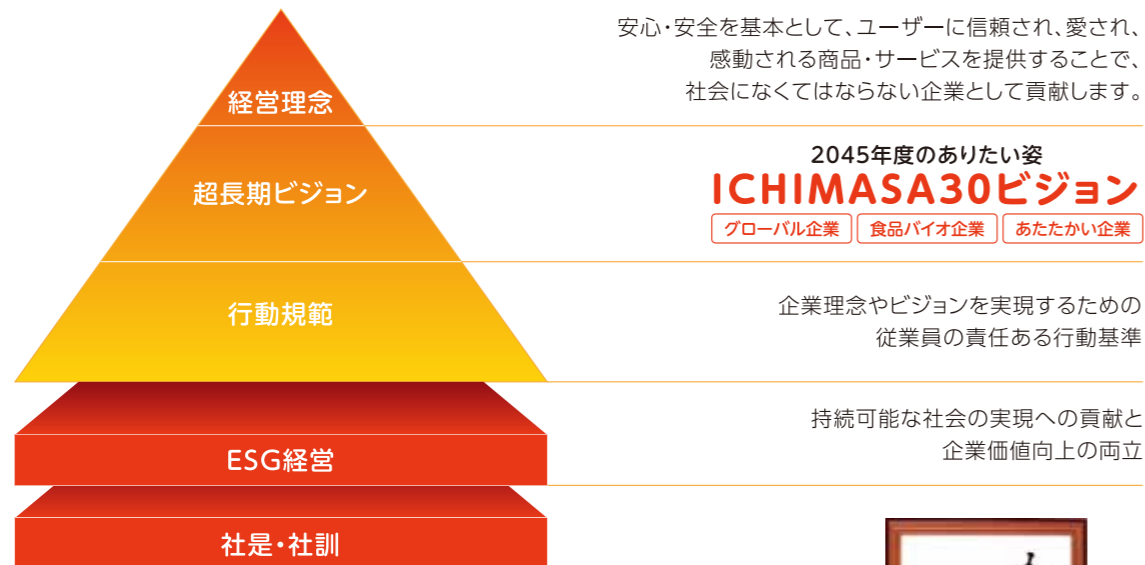 経営理念
安心・安全を基本として、ユーザーに信頼され、愛され、
感動される商品・サービスを提供することで、
社会になくてはならない企業として貢献します。
超長期ビジョン
2045年度のありたい姿
ICHIMASA30ビジョン
グローバル企業 食品バイオ企業 あたたかい企業
行動規範
企業理念やビジョンを実現するための
従業員の責任ある行動基準
ESG経営
持続可能な社会の実現への貢献と
企業価値向上の両立
社是・社訓